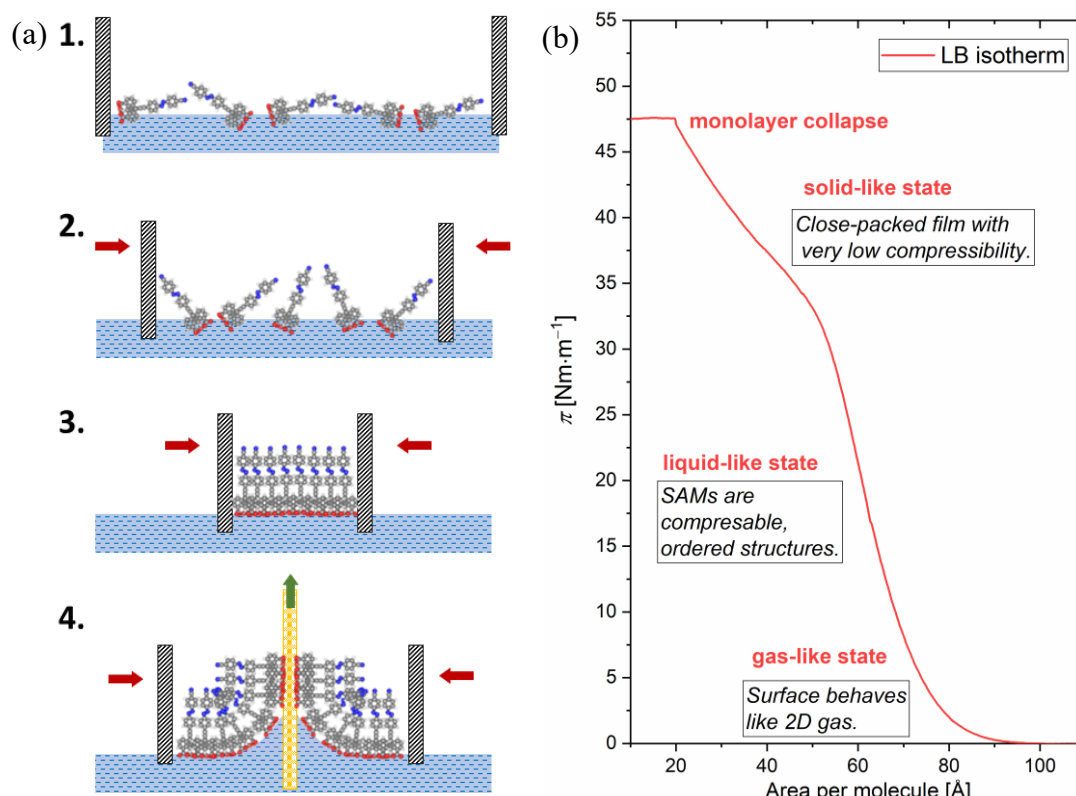 (a)
1.
2.
3.
4.
(b)
55
50
45
40
35
30
25
20
15
10
5
0
π [Nm·m⁻¹]
LB isotherm
monolayer collapse
solid-like state
Close-packed film with
very low compressibility.
liquid-like state
SAMs are
compresable,
ordered structures.
gas-like state
Surface behaves
like 2D gas.
20 40 60 80 100
Area per molecule [Å]